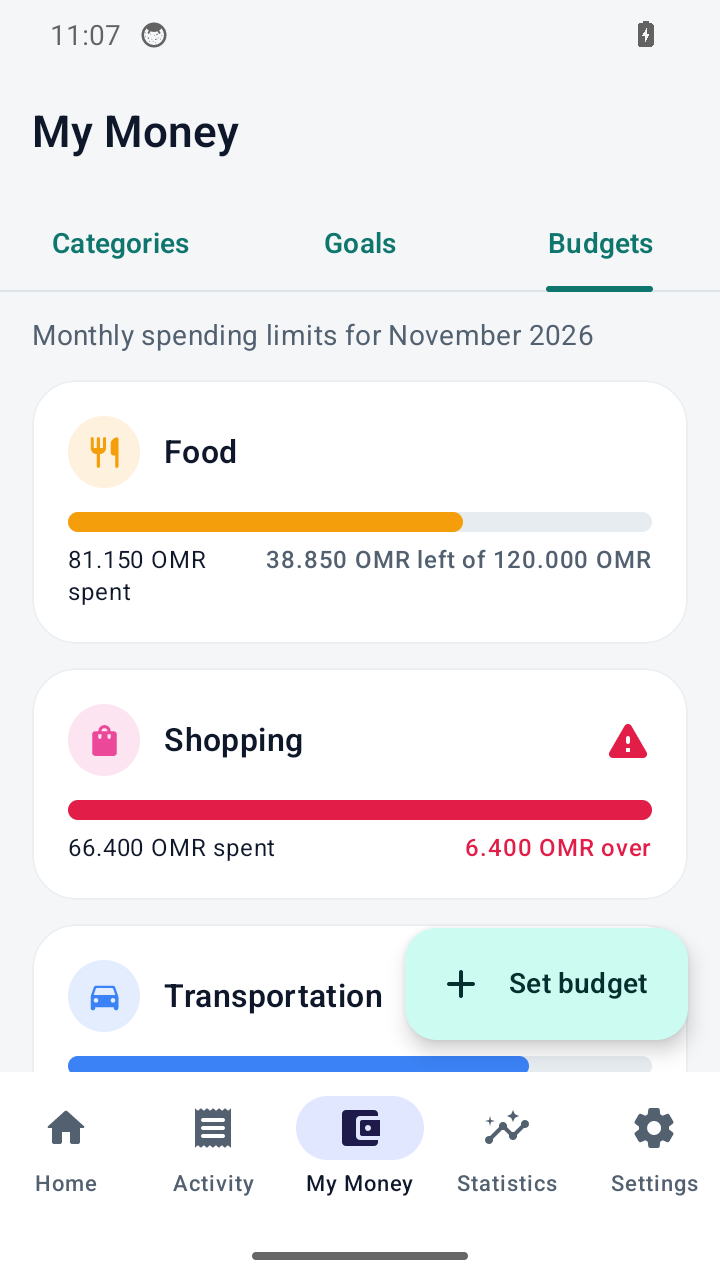 11:07
My Money
Categories
Goals
Budgets
Monthly spending limits for November 2026
Food
81.150 OMR spent
38.850 OMR left of 120.000 OMR
Shopping
66.400 OMR spent
6.400 OMR over
Transportation
Set budget
Home
Activity
My Money
Statistics
Settings